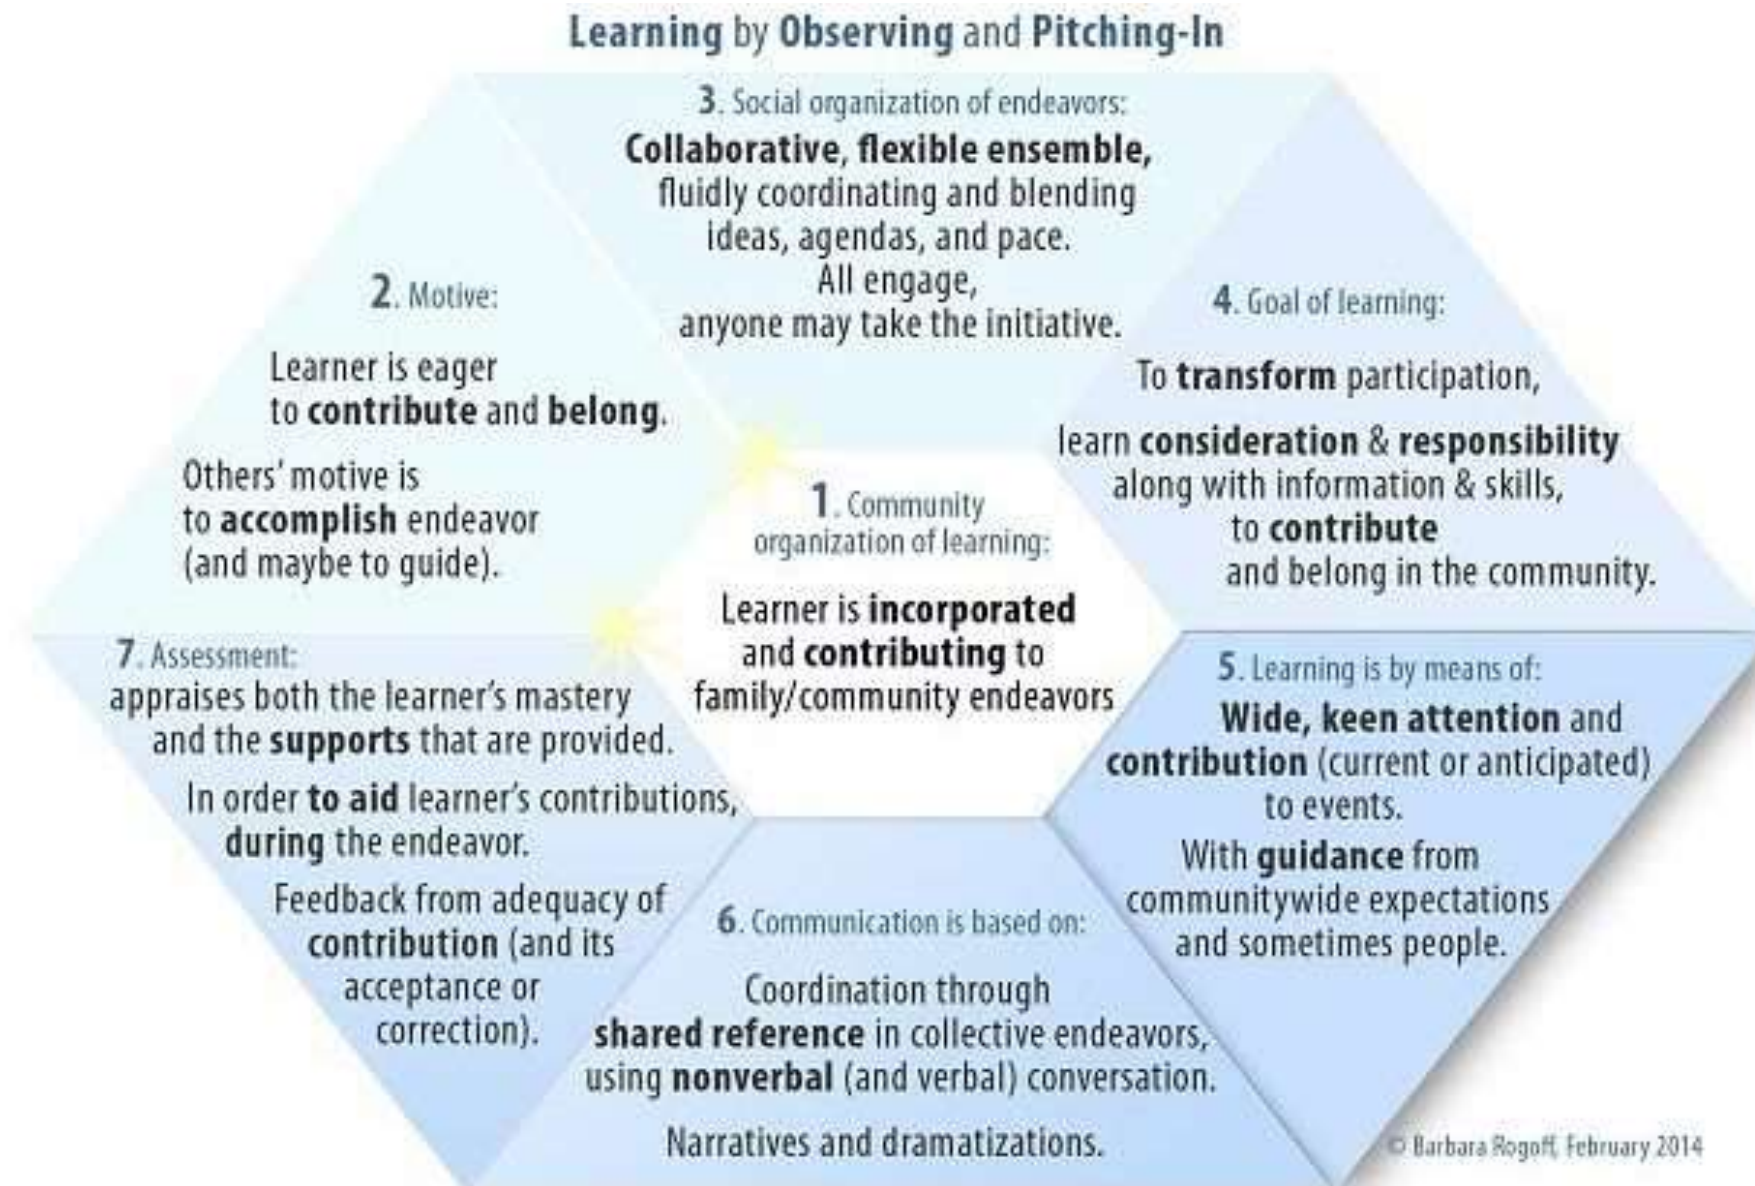 Learning by Observing and Pitching-In
1. Community
organization of learning:
Learner is incorporated
and contributing to
family/community endeavors
2. Motive:
Learner is eager
to contribute and belong.
Others' motive is
to accomplish endeavor
(and maybe to guide).
3. Social organization of endeavors:
Collaborative, flexible ensemble,
fluidly coordinating and blending
ideas, agendas, and pace.
All engage,
anyone may take the initiative.
4. Goal of learning:
To transform participation,
learn consideration & responsibility
along with information & skills,
to contribute
and belong in the community.
5. Learning is by means of:
Wide, keen attention and
contribution (current or anticipated)
to events.
With guidance from
communitywide expectations
and sometimes people.
6. Communication is based on:
Coordination through
shared reference in collective endeavors,
using nonverbal (and verbal) conversation.
Narratives and dramatizations.
7. Assessment:
appraises both the learner's mastery
and the supports that are provided.
In order to aid learner's contributions,
during the endeavor.
Feedback from adequacy of
contribution (and its
acceptance or
correction).
© Barbara Rogoff, February 2014